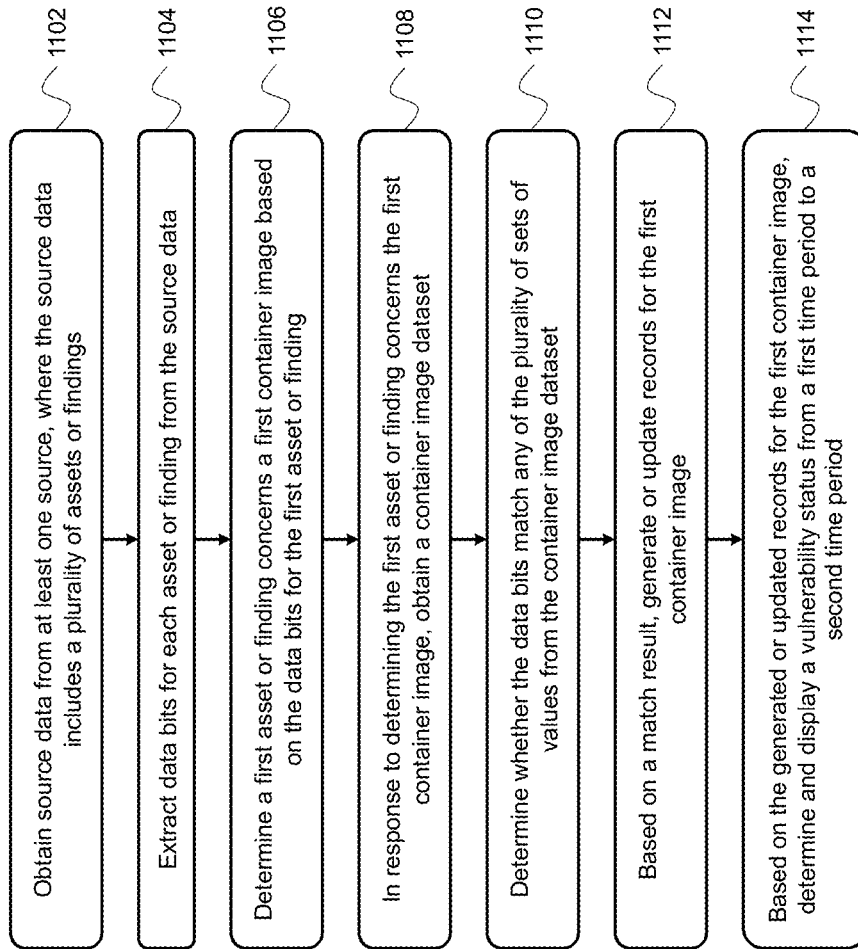 Obtain source data from at least one source, where the source data
includes a plurality of assets or findings
1102
Extract data bits for each asset or finding from the source data
1104
Determine a first asset or finding concerns a first container image based
on the data bits for the first asset or finding
1106
In response to determining the first asset or finding concerns the first
container image, obtain a container image dataset
1108
Determine whether the data bits match any of the plurality of sets of
values from the container image dataset
1110
Based on a match result, generate or update records for the first
container image
1112
Based on the generated or updated records for the first container image,
determine and display a vulnerability status from a first time period to a
second time period
1114